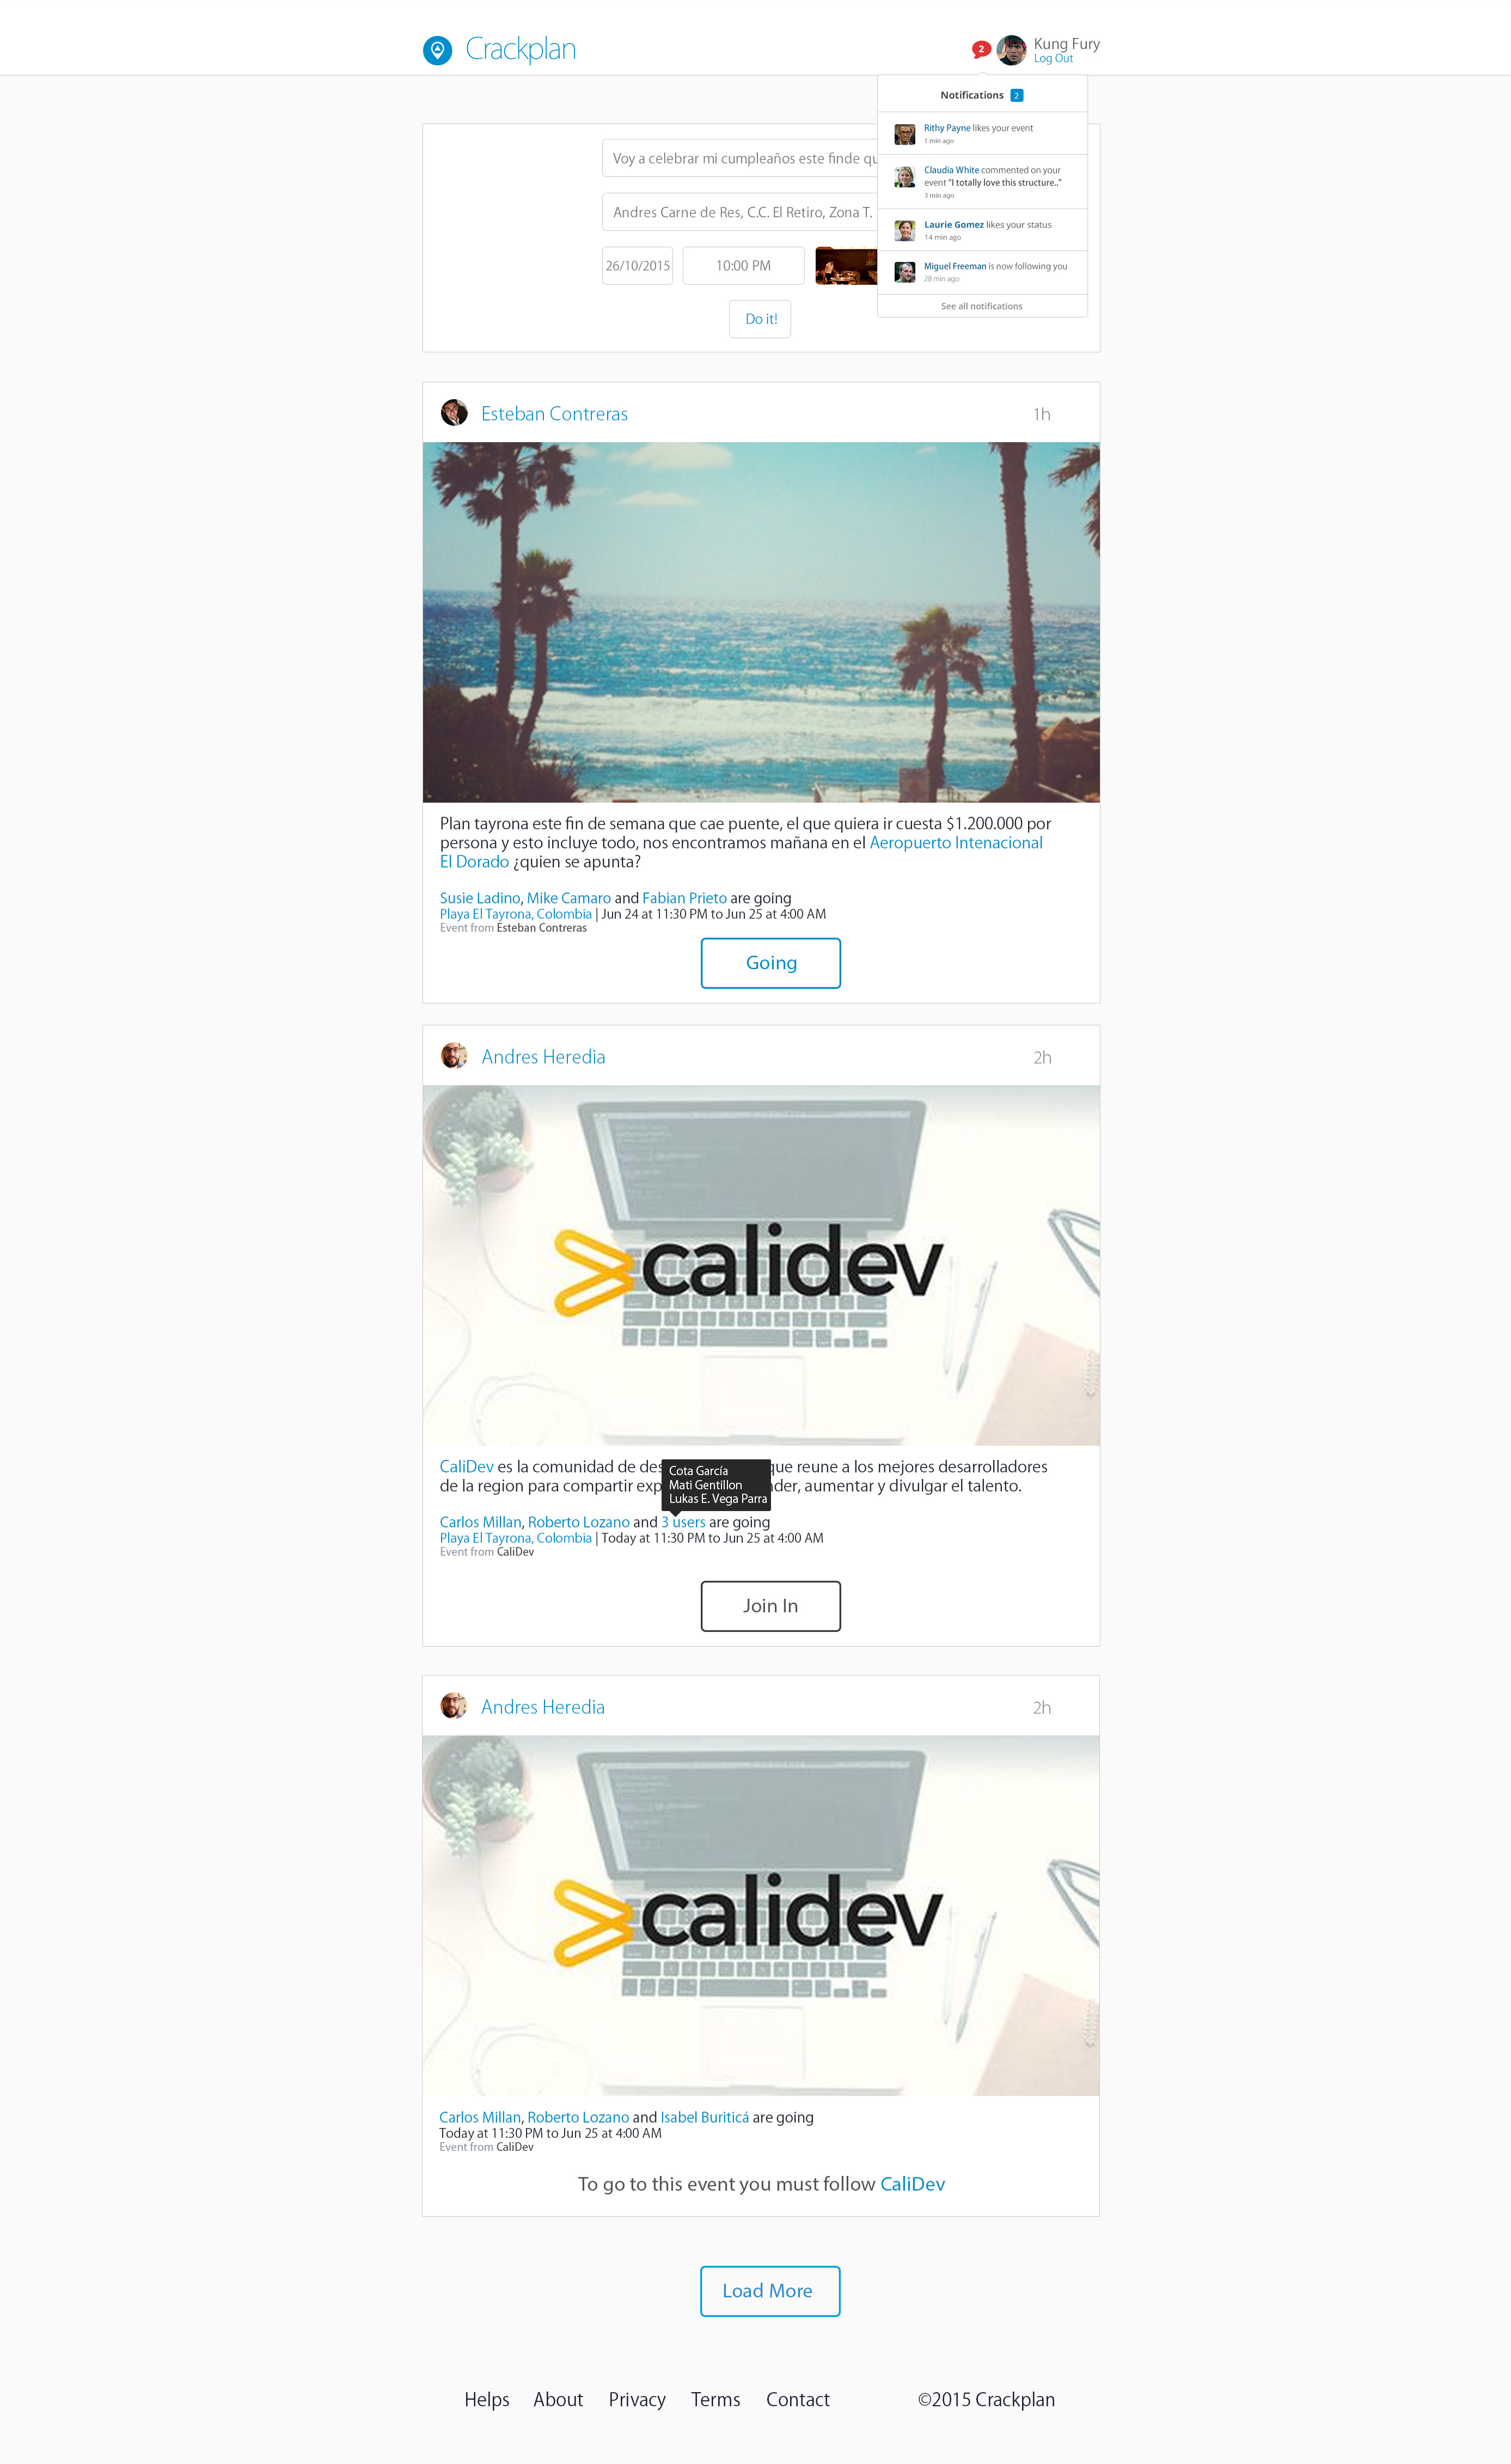 Crackplan
2
Kung Fury
Log Out
Notifications 2
Rithy Payne likes your event
1 min ago
Claudia White commented on your
event "I totally love this structure.."
3 min ago
Laurie Gomez likes your status
14 min ago
Miguel Freeman is now following you
28 min ago
See all notifications
Voy a celebrar mi cumpleaños este finde
Andres Carne de Res, C.C. El Retiro, Zona T.
26/10/2015 10:00 PM
Do it!
Esteban Contreras 1h
Plan tayrona este fin de semana que cae puente, el que quiera ir cuesta $1.200.000 por
persona y esto incluye todo, nos encontramos mañana en el Aeropuerto Intenacional
El Dorado ¿quien se apunta?
Susie Ladino, Mike Camaro and Fabian Prieto are going
Playa El Tayrona, Colombia | Jun 24 at 11:30 PM to Jun 25 at 4:00 AM
Event from Esteban Contreras
Going
Andres Heredia 2h
calidev
CaliDev es la comunidad de que reune a los mejores desarrolladores
de la region para compartir aumentar y divulgar el talento.
Cota García
Mati Gentillon
Lukas E. Vega Parra
Carlos Millan, Roberto Lozano and 3 users are going
Playa El Tayrona, Colombia | Today at 11:30 PM to Jun 25 at 4:00 AM
Event from CaliDev
Join In
Andres Heredia 2h
calidev
Carlos Millan, Roberto Lozano and Isabel Buriticá are going
Today at 11:30 PM to Jun 25 at 4:00 AM
Event from CaliDev
To go to this event you must follow CaliDev
Load More
Helps About Privacy Terms Contact ©2015 Crackplan